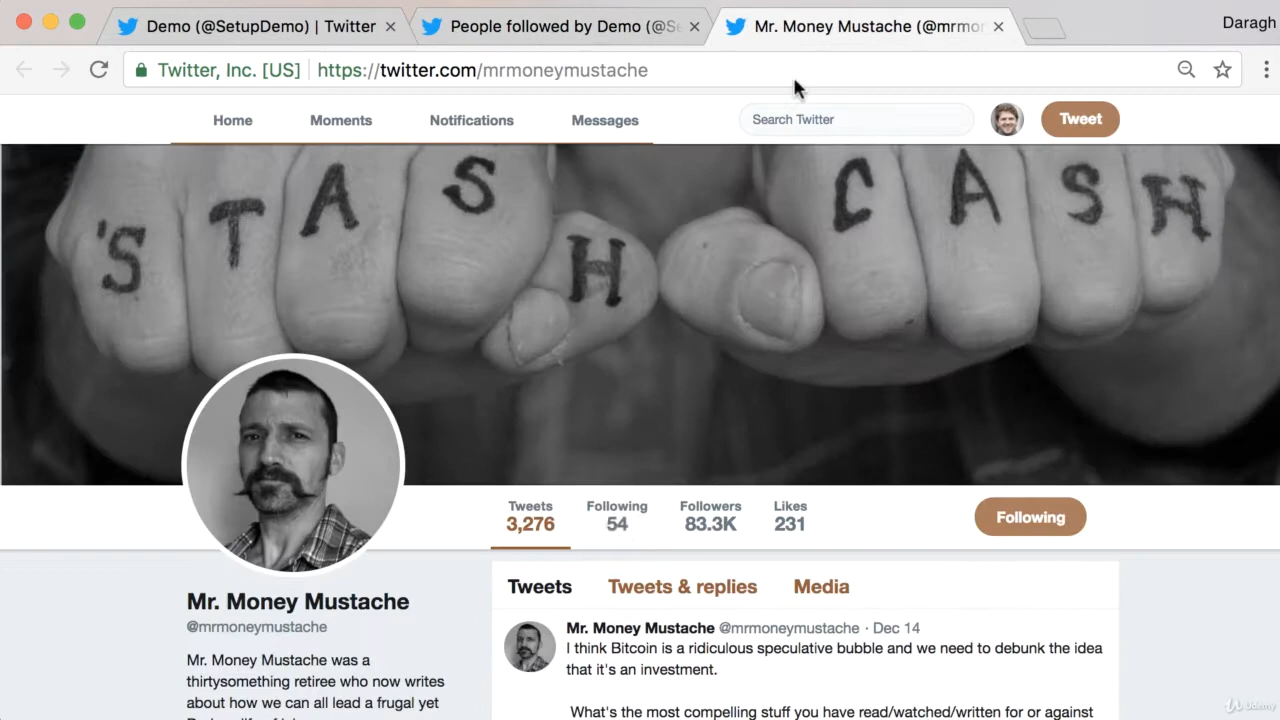 Demo (@SetupDemo) | Twitter
People followed by Demo (@Se
Mr. Money Mustache (@mrmo
Daragh
Twitter, Inc. [US]
https://twitter.com/mrmoneymustache
Home
Moments
Notifications
Messages
Search Twitter
Tweet
'STASH
CASH
Tweets
3,276
Following
54
Followers
83.3K
Likes
231
Following
Mr. Money Mustache
@mrmoneymustache
Mr. Money Mustache was a
thirtysomething retiree who now writes
about how we can all lead a frugal yet
Tweets
Tweets & replies
Media
Mr. Money Mustache @mrmoneymustache · Dec 14
I think Bitcoin is a ridiculous speculative bubble and we need to debunk the idea
that it's an investment.
What's the most compelling stuff you have read/watched/written for or against
Udemy